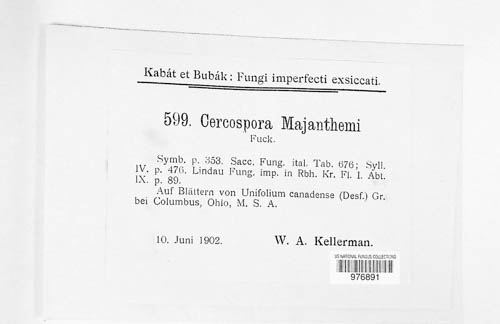 Kabát et Bubák: Fungi imperfecti exsiccati.
599. Cercospora Majanthemi
Fuck.
Symb. p. 353. Sacc. Fung. ital. Tab. 676; Syll.
IV. p. 476. Lindau Fung. imp. in Rbh. Kr. Fl. I. Abt.
IX. p. 89.
Auf Blättern von Unifolium canadense (Desf.) Gr.
bei Columbus, Ohio, M. S. A.
10. Juni 1902. W. A. Kellerman.
US NATIONAL FUNGUS COLLECTIONS
976891